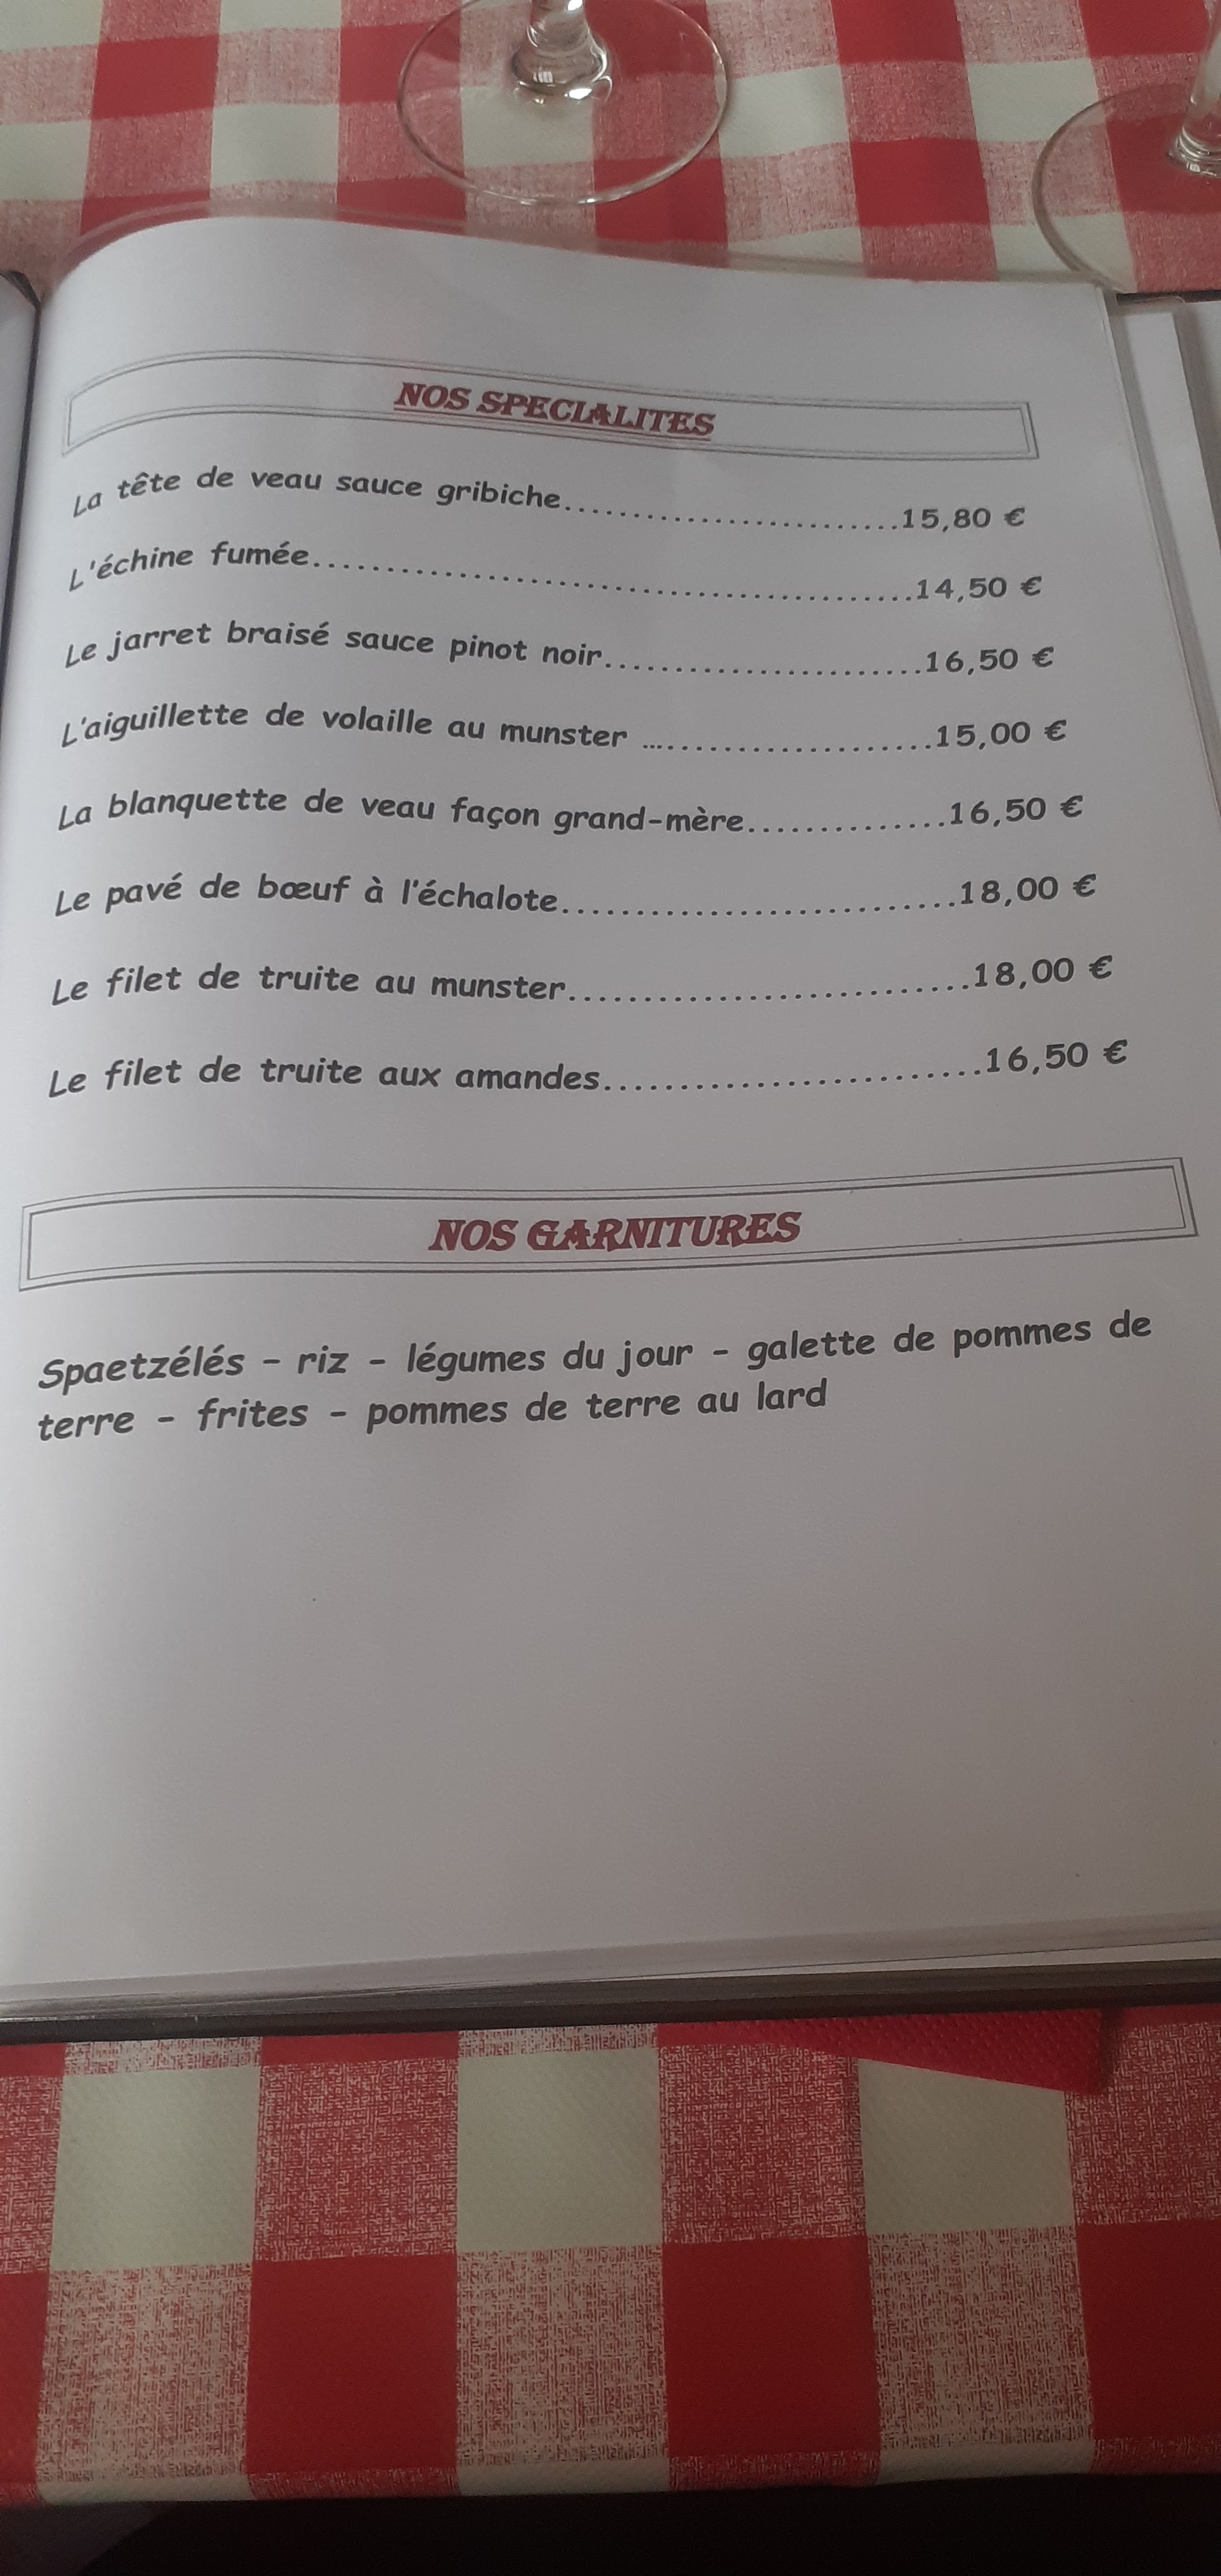 NOS SPECIALITES
La tête de veau sauce gribiche.........................15,80 €
L'échine fumée..........................................14,50 €
Le jarret braisé sauce pinot noir.......................16,50 €
L'aiguillette de volaille au munster ......................15,00 €
La blanquette de veau façon grand-mère..............16,50 €
Le pavé de bœuf à l'échalote...........................18,00 €
Le filet de truite au munster............................18,00 €
Le filet de truite aux amandes..........................16,50 €
NOS GARNITURES
Spaetzélés - riz - légumes du jour - galette de pommes de
terre - frites - pommes de terre au lard